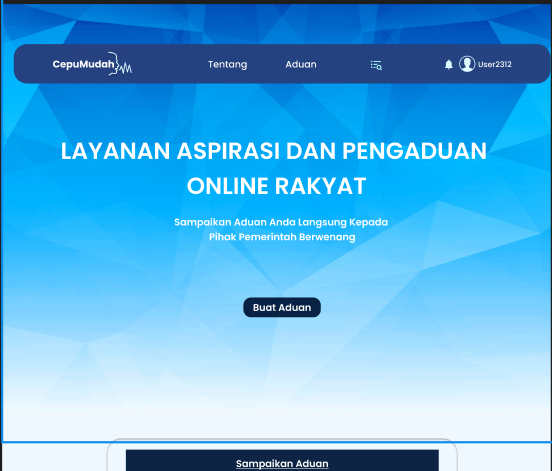 CepuMudah Tentang Aduan User2312
LAYANAN ASPIRASI DAN PENGADUAN
ONLINE RAKYAT
Sampaikan Aduan Anda Langsung Kepada
Pihak Pemerintah Berwenang
Buat Aduan
Sampaikan Aduan